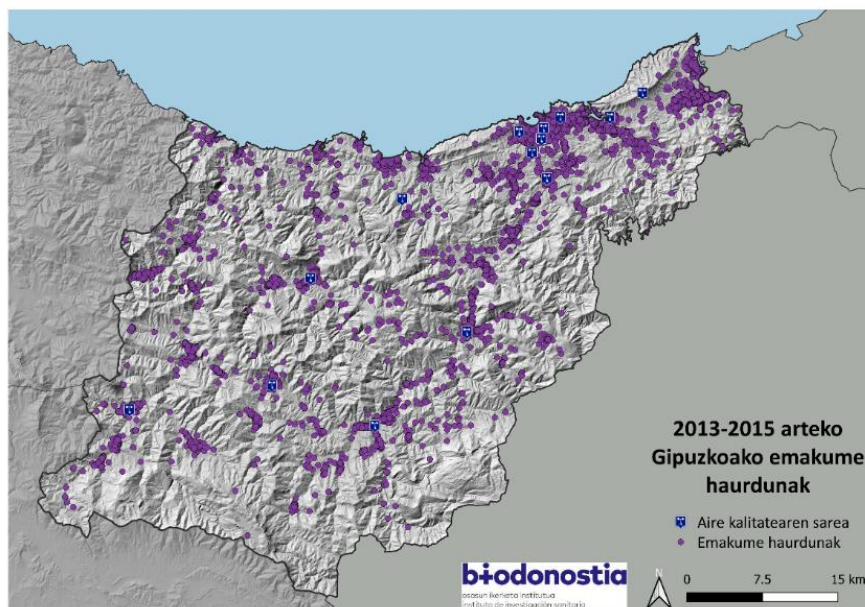 2013-2015 arteko
Gipuzkoako emakume
haurdunak
Aire kalitatearen sarea
Emakume haurdunak
biodonostia
osasun ikerketa institutua
instituto de investigación sanitaria
N
0 7.5 15 km